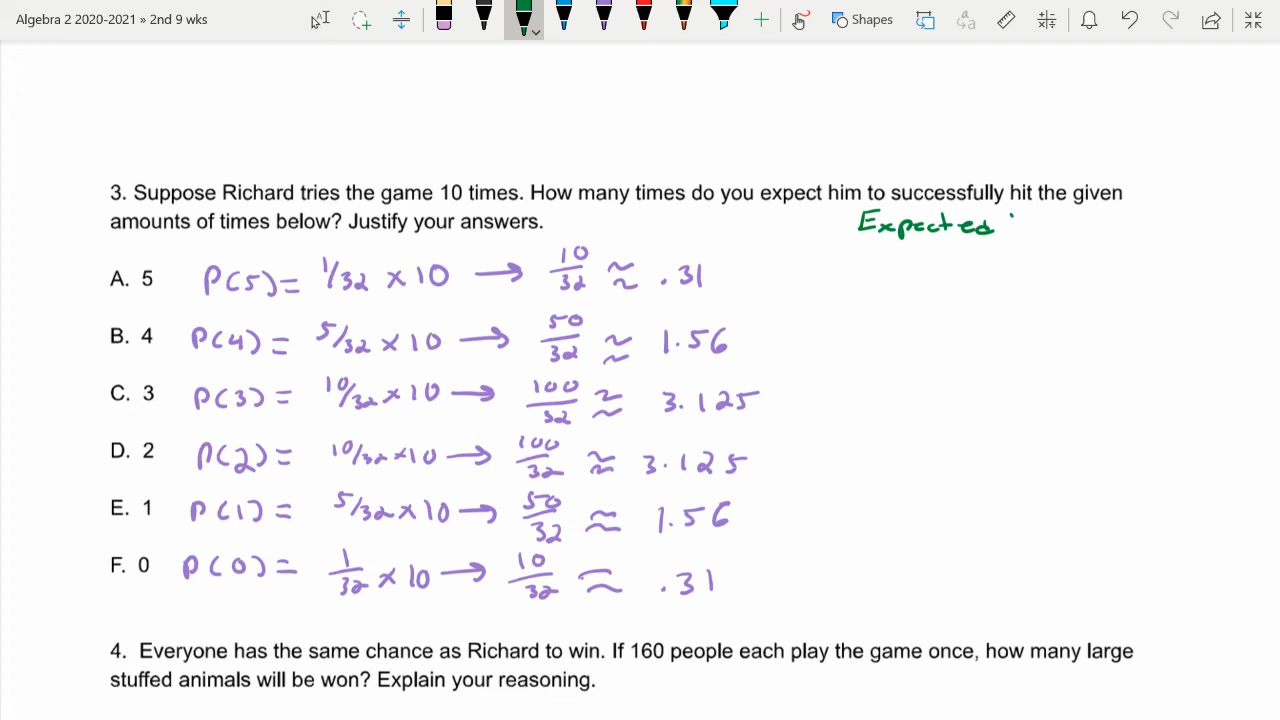 Algebra 2 2020-2021 » 2nd 9 wks
Shapes
3. Suppose Richard tries the game 10 times. How many times do you expect him to successfully hit the given
amounts of times below? Justify your answers.
Expected
A. 5 P(5) = 1/32 × 10 → 10/32 ≈ .31
B. 4 P(4) = 5/32 × 10 → 50/32 ≈ 1.56
C. 3 P(3) = 10/32 × 10 → 100/32 ≈ 3.125
D. 2 P(2) = 10/32 × 10 → 100/32 ≈ 3.125
E. 1 P(1) = 5/32 × 10 → 50/32 ≈ 1.56
F. 0 P(0) = 1/32 × 10 → 10/32 ≈ .31
4. Everyone has the same chance as Richard to win. If 160 people each play the game once, how many large
stuffed animals will be won? Explain your reasoning.